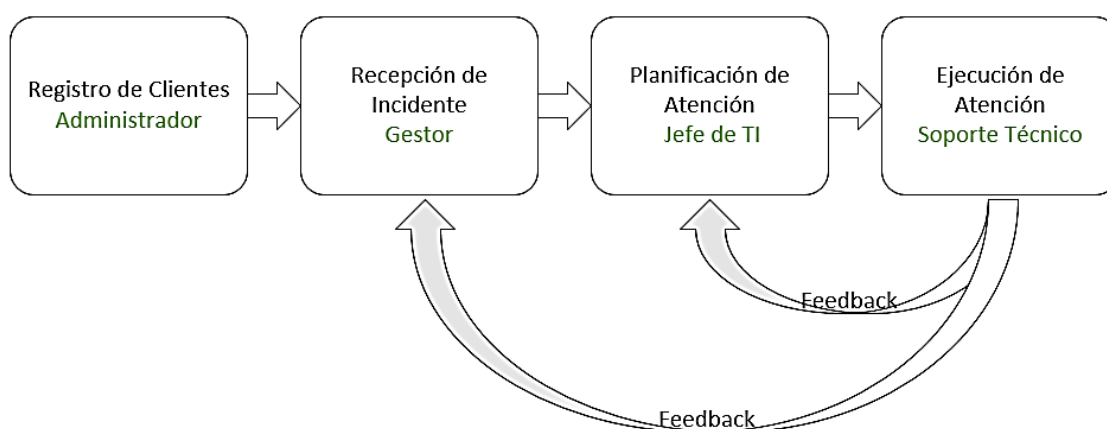 Registro de Clientes
Administrador
Recepción de
Incidente
Gestor
Planificación de
Atención
Jefe de TI
Ejecución de
Atención
Soporte Técnico
Feedback
Feedback